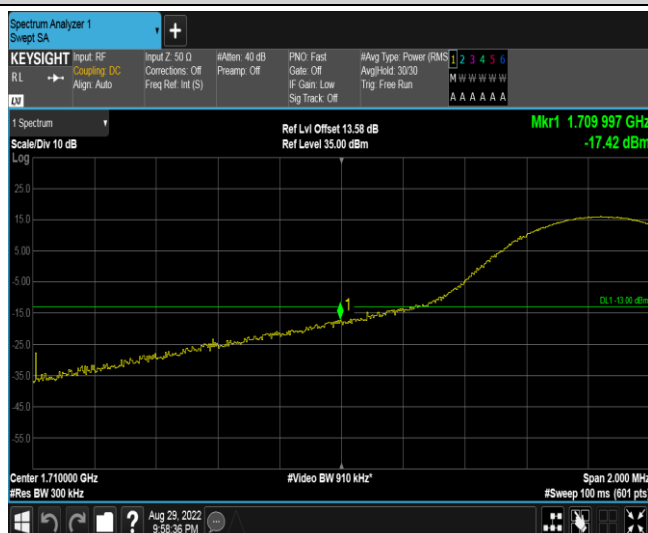 Spectrum Analyzer 1
Swept SA
+
KEYSIGHT
RL
Input: RF
Coupling: DC
Align: Auto
Input Z: 50 Ω
Corrections: Off
Freq Ref: Int (S)
#Atten: 40 dB
Preamp: Off
PNO: Fast
Gate: Off
IF Gain: Low
Sig Track: Off
#Avg Type: Power (RMS
Avg|Hold: 30/30
Trig: Free Run
1 2 3 4 5 6
M W W W W W
A A A A A A
LXI
1 Spectrum
Scale/Div 10 dB
Log
Ref Lvl Offset 13.58 dB
Ref Level 35.00 dBm
Mkr1 1.709 997 GHz
-17.42 dBm
25.0
15.0
5.00
-5.00
-15.0
-25.0
-35.0
-45.0
-55.0
1
DL1 -13.00 dBm
Center 1.710000 GHz
#Res BW 300 kHz
#Video BW 910 kHz*
Span 2.000 MHz
#Sweep 100 ms (601 pts)
?
Aug 29, 2022
9:58:36 PM